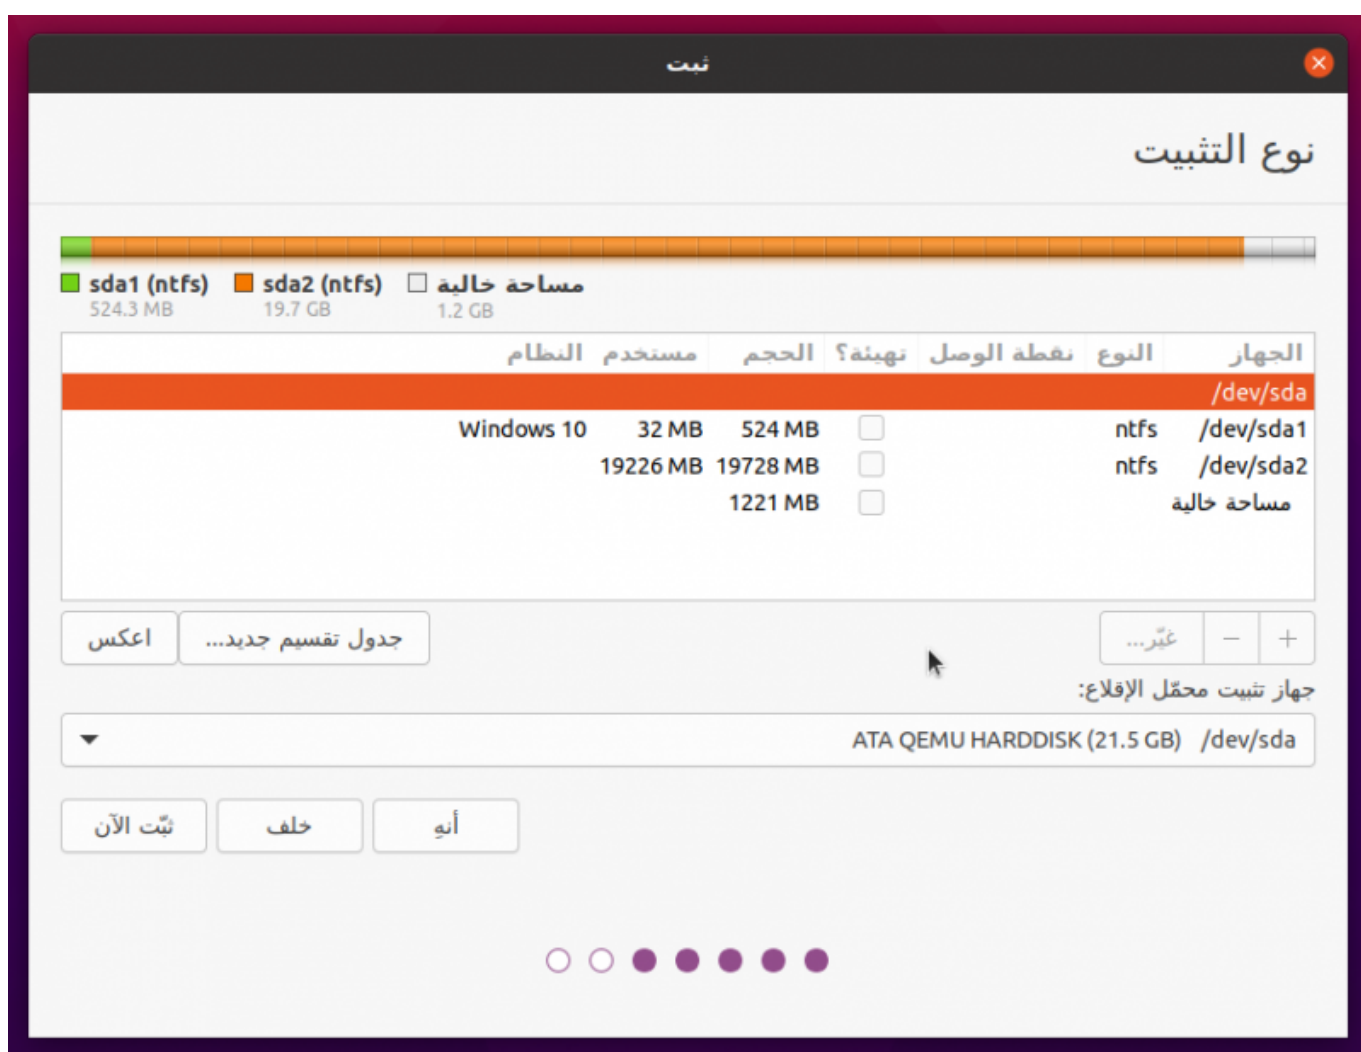 ثبت
نوع التثبيت
sda1 (ntfs) sda2 (ntfs) مساحة خالية
524.3 MB 19.7 GB 1.2 GB
الجهاز النوع نقطة الوصل تهيئة؟ الحجم مستخدم النظام
/dev/sda
/dev/sda1 ntfs 524 MB 32 MB Windows 10
/dev/sda2 ntfs 19728 MB 19226 MB
مساحة خالية 1221 MB
+ − غيّر... جدول تقسيم جديد... اعكس
جهاز تثبيت محمّل الإقلاع:
/dev/sda ATA QEMU HARDDISK (21.5 GB)
أنهِ خلف ثبّت الآن